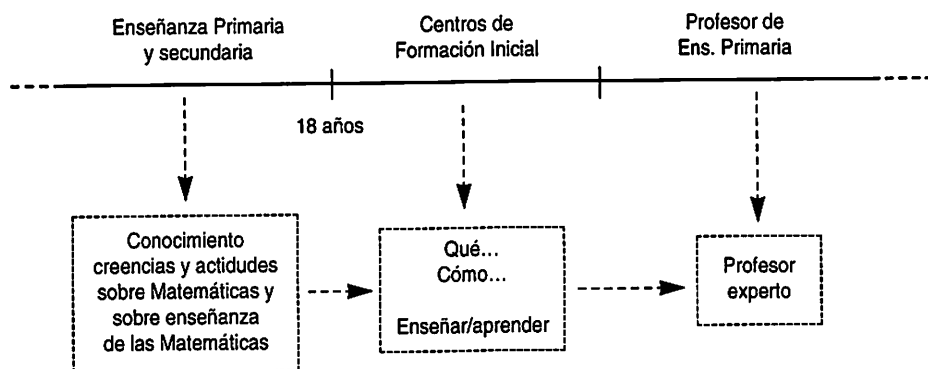 Enseñanza Primaria
y secundaria
Centros de
Formación Inicial
Profesor de
Ens. Primaria
18 años
Conocimiento
creencias y actidudes
sobre Matemáticas y
sobre enseñanza
de las Matemáticas
Qué...
Cómo...
Enseñar/aprender
Profesor
experto